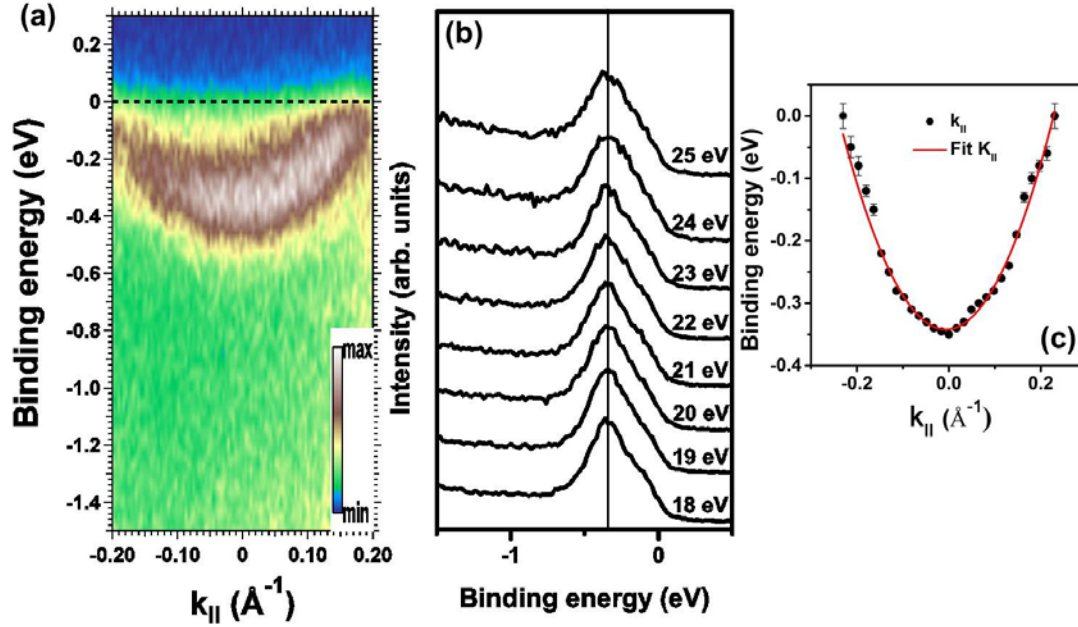 (a)
0.2
0
-0.2
-0.4
-0.6
-0.8
-1.0
-1.2
-1.4
Binding energy (eV)
max
min
-0.20
-0.10
0
0.10
0.20
k|| (Å-1)
(b)
Intensity (arb. units)
25 eV
24 eV
23 eV
22 eV
21 eV
20 eV
19 eV
18 eV
-1
0
Binding energy (eV)
0.0
-0.1
-0.2
-0.3
-0.4
Binding energy (eV)
k||
Fit K||
(c)
-0.2
0.0
0.2
k|| (Å-1)